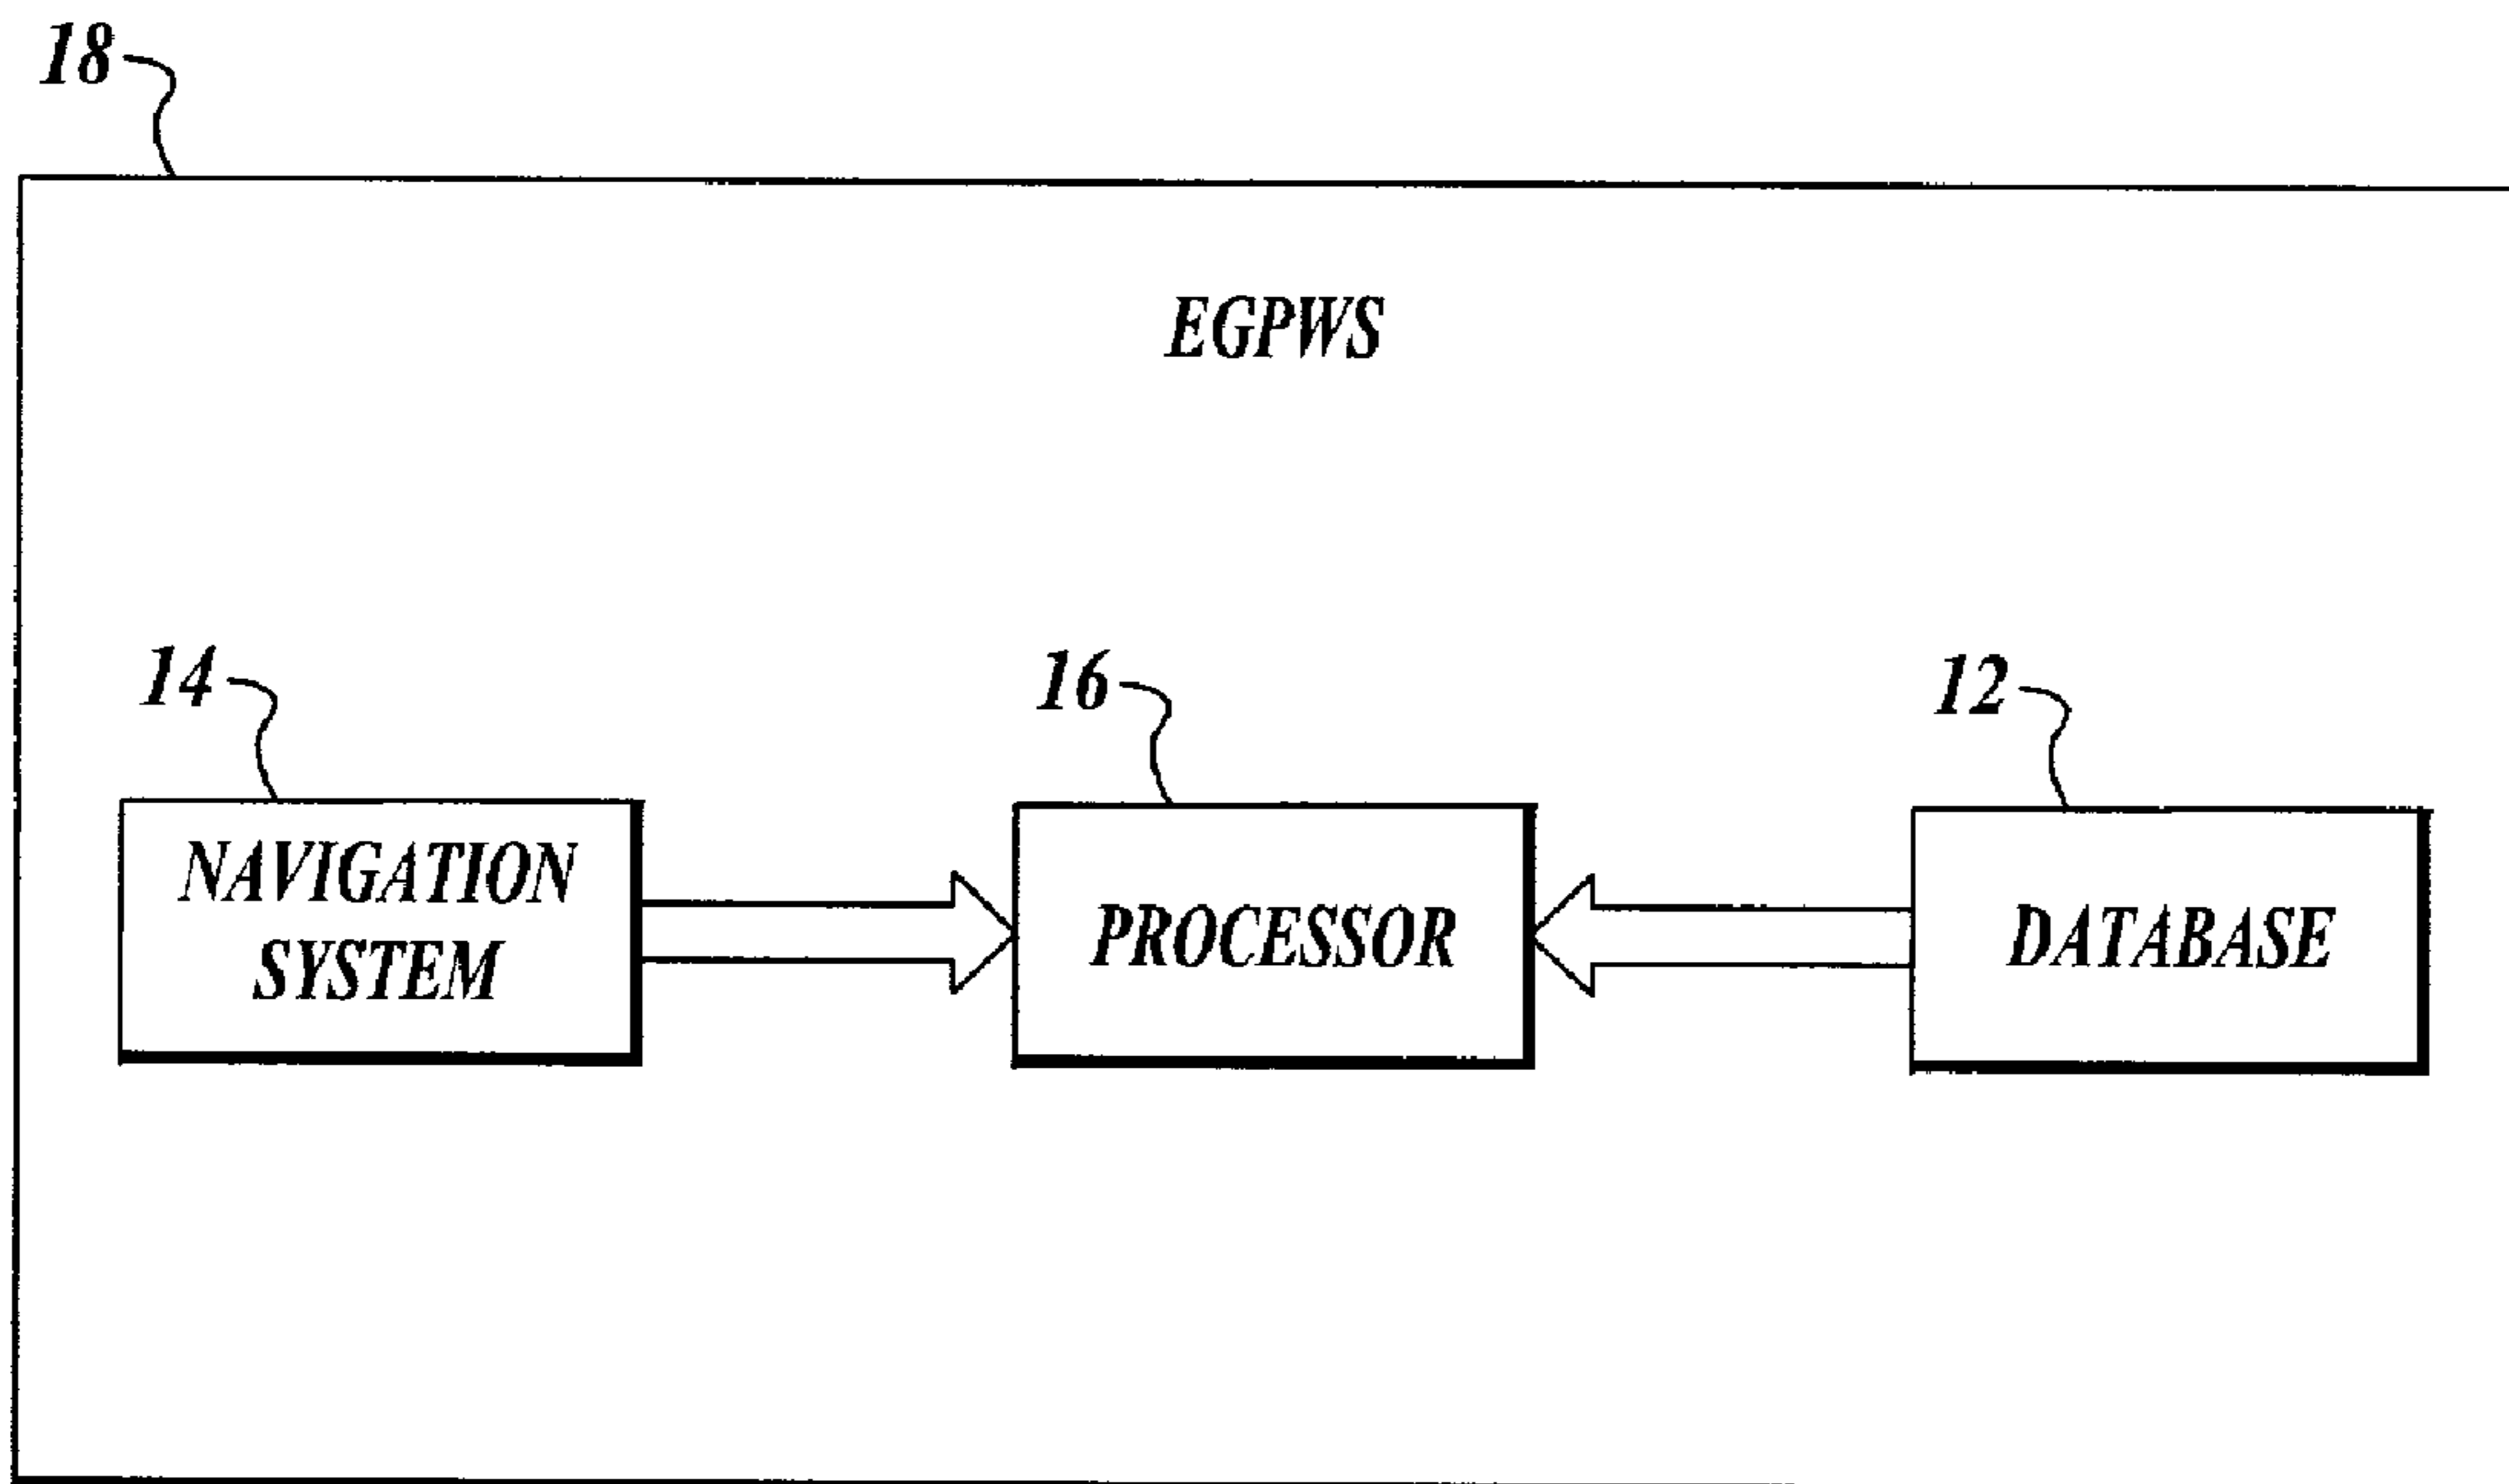 18
EGPWS
14
16
12
NAVIGATION
SYSTEM
PROCESSOR
DATABASE